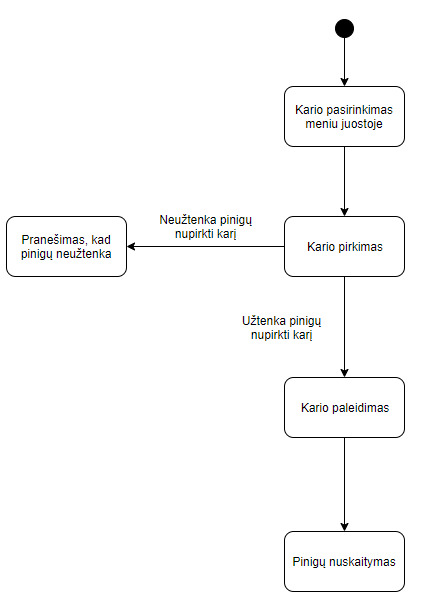 Kario pasirinkimas
meniu juostoje
Neužtenka pinigų
nupirkti karį
Pranešimas, kad
pinigų neužtenka
Kario pirkimas
Užtenka pinigų
nupirkti karį
Kario paleidimas
Pinigų nuskaitymas